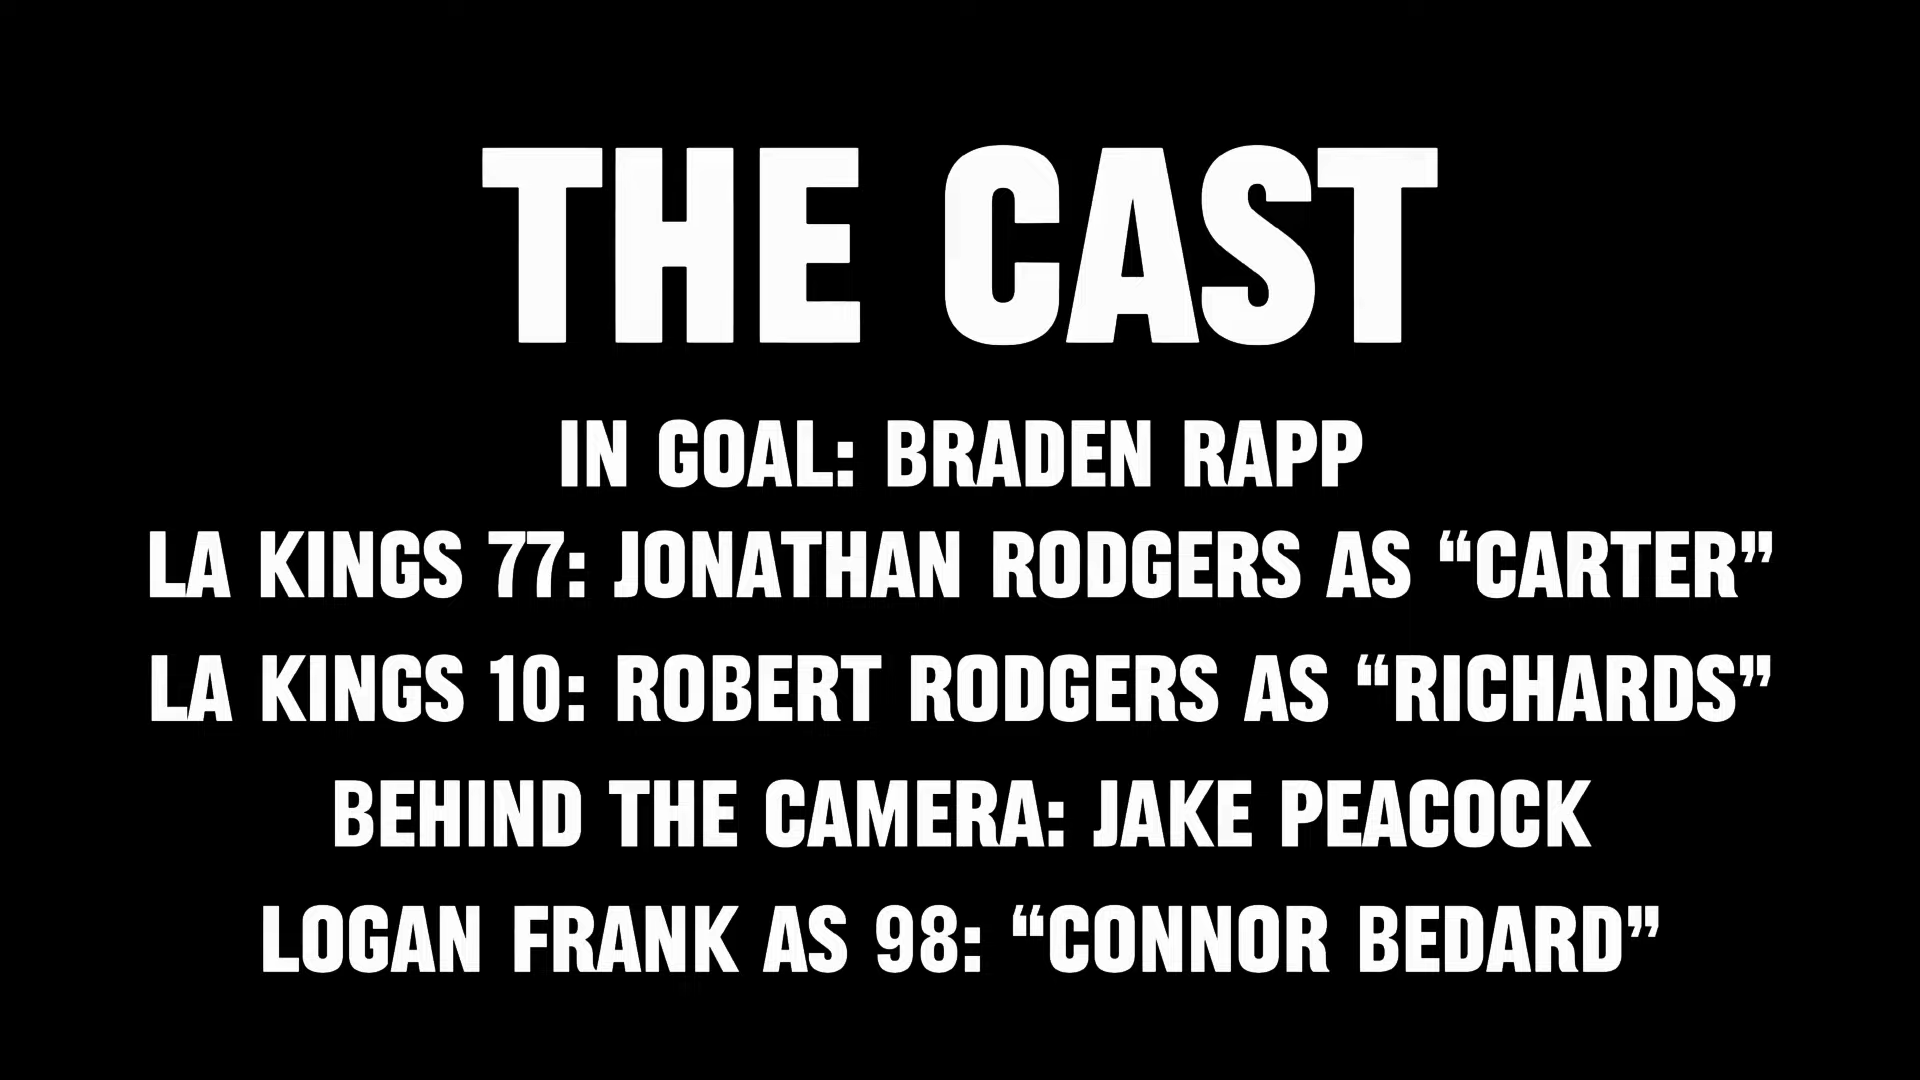 THE CAST
IN GOAL: BRADEN RAPP
LA KINGS 77: JONATHAN RODGERS AS “CARTER”
LA KINGS 10: ROBERT RODGERS AS “RICHARDS”
BEHIND THE CAMERA: JAKE PEACOCK
LOGAN FRANK AS 98: “CONNOR BEDARD”